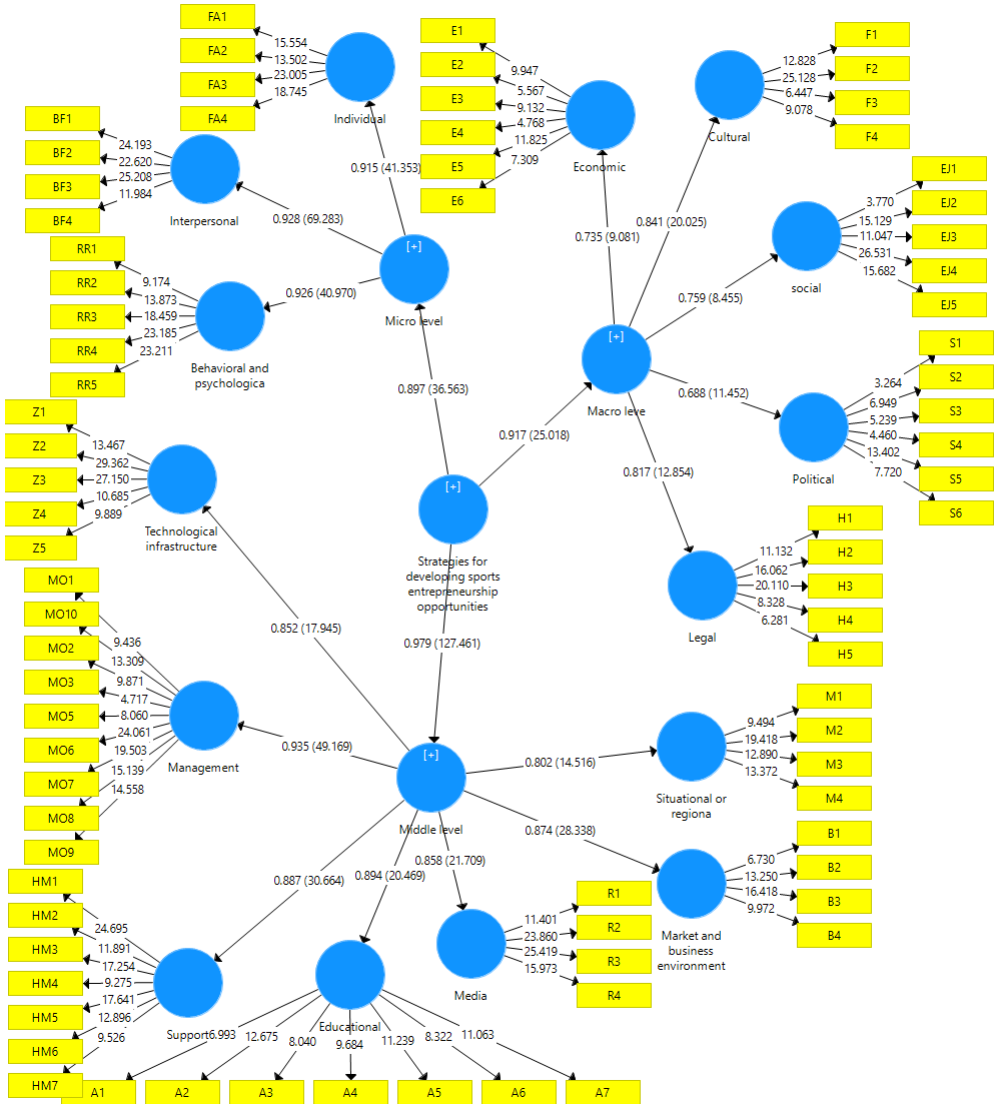 FA1
FA2
FA3
FA4
15.554
13.502
23.005
18.745
Individual
BF1
BF2
BF3
BF4
24.193
22.620
25.208
11.984
Interpersonal
RR1
RR2
RR3
RR4
RR5
9.174
13.873
18.459
23.185
23.211
Behavioral and
psychologica
0.915 (41.353)
0.928 (69.283)
0.926 (40.970)
[+]
Micro level
E1
E2
E3
E4
E5
E6
9.947
5.567
9.132
4.768
11.825
7.309
Economic
F1
F2
F3
F4
12.828
25.128
6.447
9.078
Cultural
EJ1
EJ2
EJ3
EJ4
EJ5
3.770
15.129
11.047
26.531
15.682
social
S1
S2
S3
S4
S5
S6
3.264
6.949
5.239
4.460
13.402
7.720
Political
H1
H2
H3
H4
H5
11.132
16.062
20.110
8.328
6.281
Legal
0.735 (9.081)
0.841 (20.025)
0.759 (8.455)
0.688 (11.452)
0.817 (12.854)
[+]
Macro leve
0.897 (36.563)
0.917 (25.018)
[+]
Strategies for
developing sports
entrepreneurship
opportunities
0.979 (127.461)
Z1
Z2
Z3
Z4
Z5
13.467
29.362
27.150
10.685
9.889
Technological
infrastructure
0.852 (17.945)
MO1
MO10
MO2
MO3
MO5
MO6
MO7
MO8
MO9
9.436
13.309
9.871
4.717
8.060
24.061
19.503
15.139
14.558
Management
0.935 (49.169)
[+]
Middle level
0.802 (14.516)
0.874 (28.338)
0.858 (21.709)
0.894 (20.469)
0.887 (30.664)
M1
M2
M3
M4
9.494
19.418
12.890
13.372
Situational or
regiona
B1
B2
B3
B4
6.730
13.250
16.418
9.972
Market and
business
environment
R1
R2
R3
R4
11.401
23.860
25.419
15.973
Media
HM1
HM2
HM3
HM4
HM5
HM6
HM7
24.695
11.891
17.254
9.275
17.641
12.896
9.526
Support
Educational
6.993
12.675
8.040
9.684
11.239
8.322
11.063
A1
A2
A3
A4
A5
A6
A7